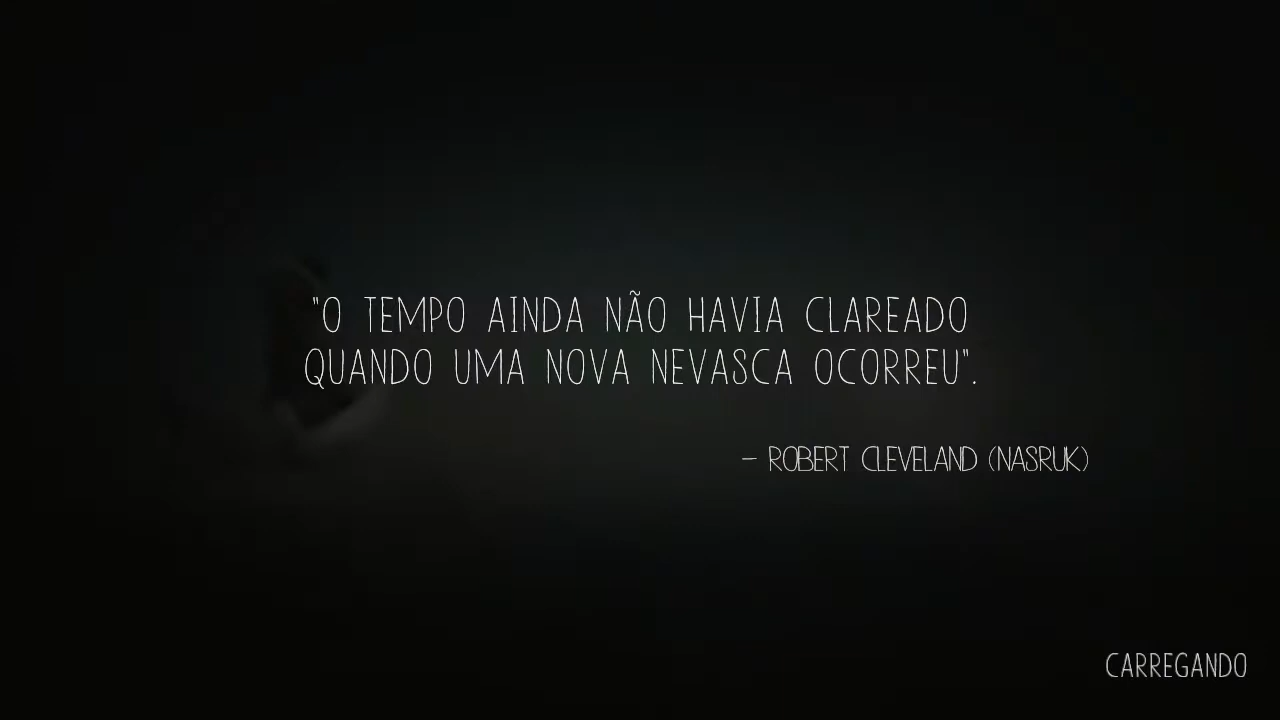 "O TEMPO AINDA NÃO HAVIA CLAREADO
QUANDO UMA NOVA NEVASCA OCORREU".
– ROBERT CLEVELAND (NASRUK)
CARREGANDO